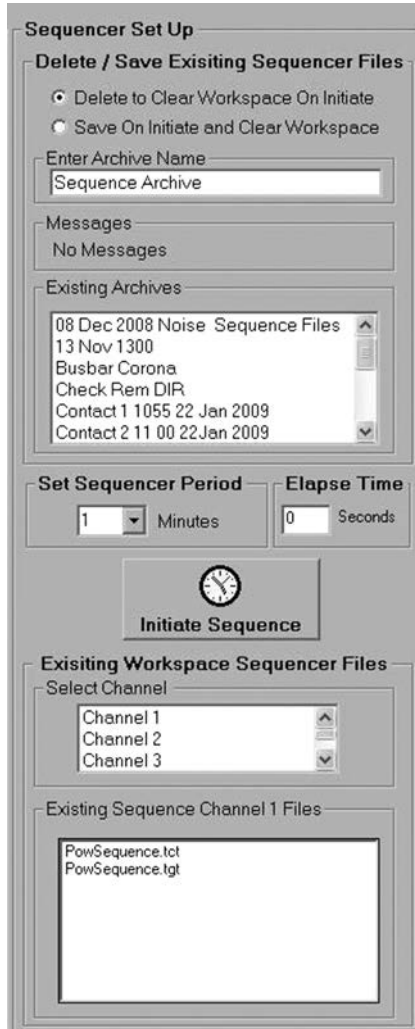 Sequencer Set Up
Delete / Save Exisiting Sequencer Files
Delete to Clear Workspace On Initiate
Save On Initiate and Clear Workspace
Enter Archive Name
Sequence Archive
Messages
No Messages
Existing Archives
08 Dec 2008 Noise  Sequence Files
13 Nov 1300
Busbar Corona
Check Rem DIR
Contact 1 1055 22 Jan 2009
Contact 2 11 00 22Jan 2009
Set Sequencer Period
1 Minutes
Elapse Time
0 Seconds
Initiate Sequence
Exisiting Workspace Sequencer Files
Select Channel
Channel 1
Channel 2
Channel 3
Existing Sequence Channel 1 Files
PowSequence.tct
PowSequence.tgt